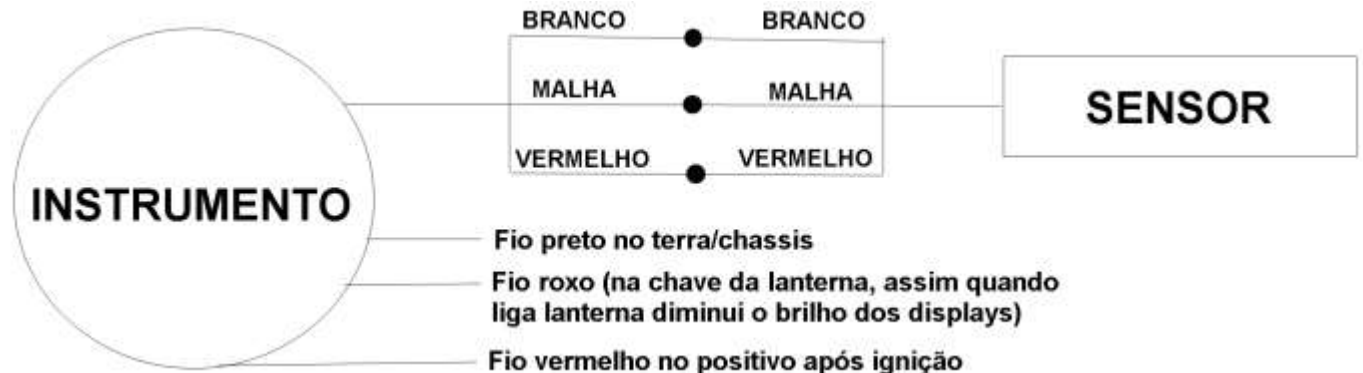 BRANCO BRANCO
MALHA MALHA
SENSOR
VERMELHO VERMELHO
INSTRUMENTO
Fio preto no terra/chassis
Fio roxo (na chave da lanterna, assim quando
liga lanterna diminui o brilho dos displays)
Fio vermelho no positivo após ignição